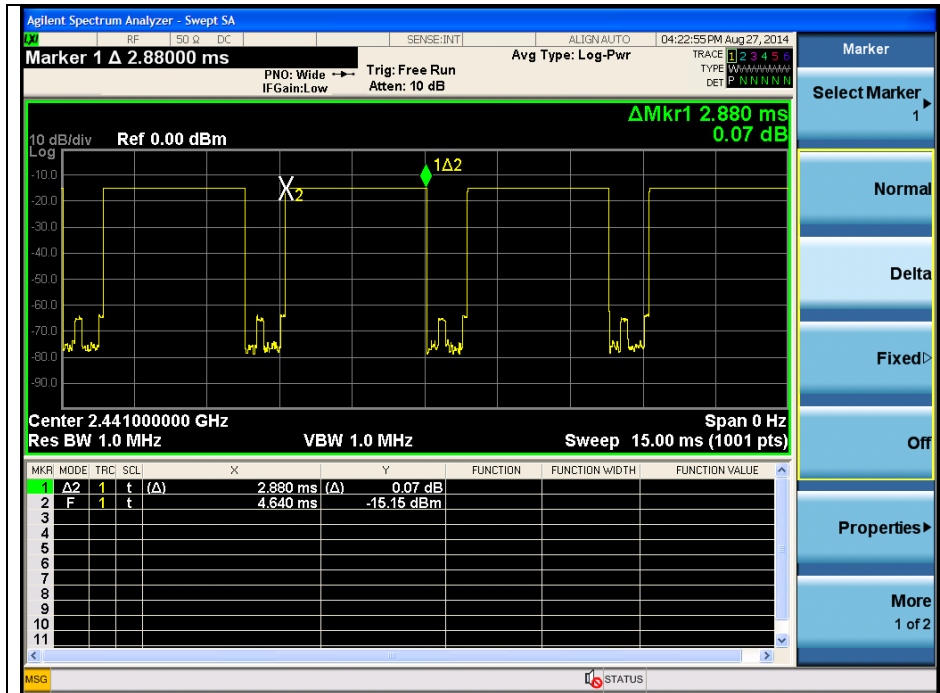 Agilent Spectrum Analyzer - Swept SA
LXI RF 50 Ω DC SENSE:INT ALIGN AUTO 04:22:55 PM Aug 27, 2014
Marker 1 Δ 2.88000 ms
PNO: Wide
IFGain:Low
Trig: Free Run
Atten: 10 dB
Avg Type: Log-Pwr
TRACE 1 2 3 4 5 6
TYPE WWWWWW
DET P N N N N N
ΔMkr1 2.880 ms
0.07 dB
10 dB/div Ref 0.00 dBm
Log
-10.0
-20.0
-30.0
-40.0
-50.0
-60.0
-70.0
-80.0
-90.0
1Δ2
X2
Center 2.441000000 GHz Span 0 Hz
Res BW 1.0 MHz VBW 1.0 MHz Sweep 15.00 ms (1001 pts)
MKR MODE TRC SCL X Y FUNCTION FUNCTION WIDTH FUNCTION VALUE
1 Δ2 1 t (Δ) 2.880 ms (Δ) 0.07 dB
2 F 1 t 4.640 ms -15.15 dBm
3
4
5
6
7
8
9
10
11
MSG STATUS
Marker
Select Marker
1
Normal
Delta
Fixed
Off
Properties
More
1 of 2